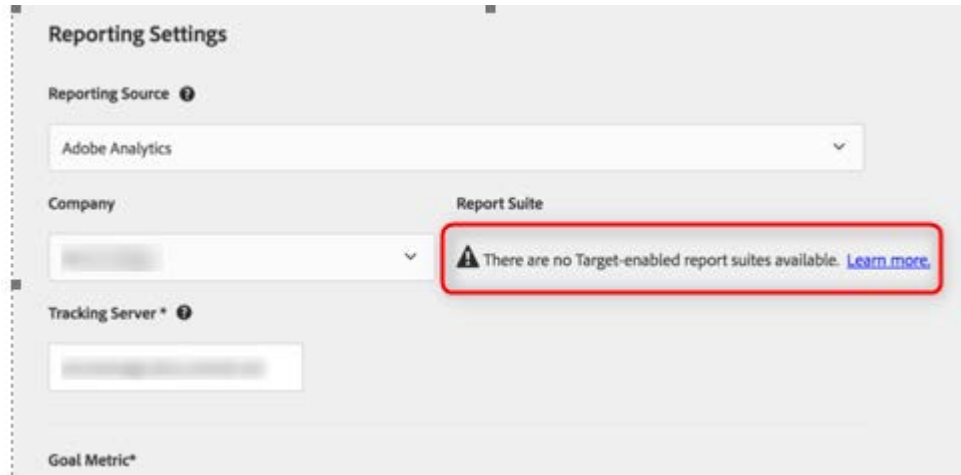 Reporting Settings
Reporting Source ?
Adobe Analytics
Company
Report Suite
There are no Target-enabled report suites available. Learn more.
Tracking Server * ?
Goal Metric*